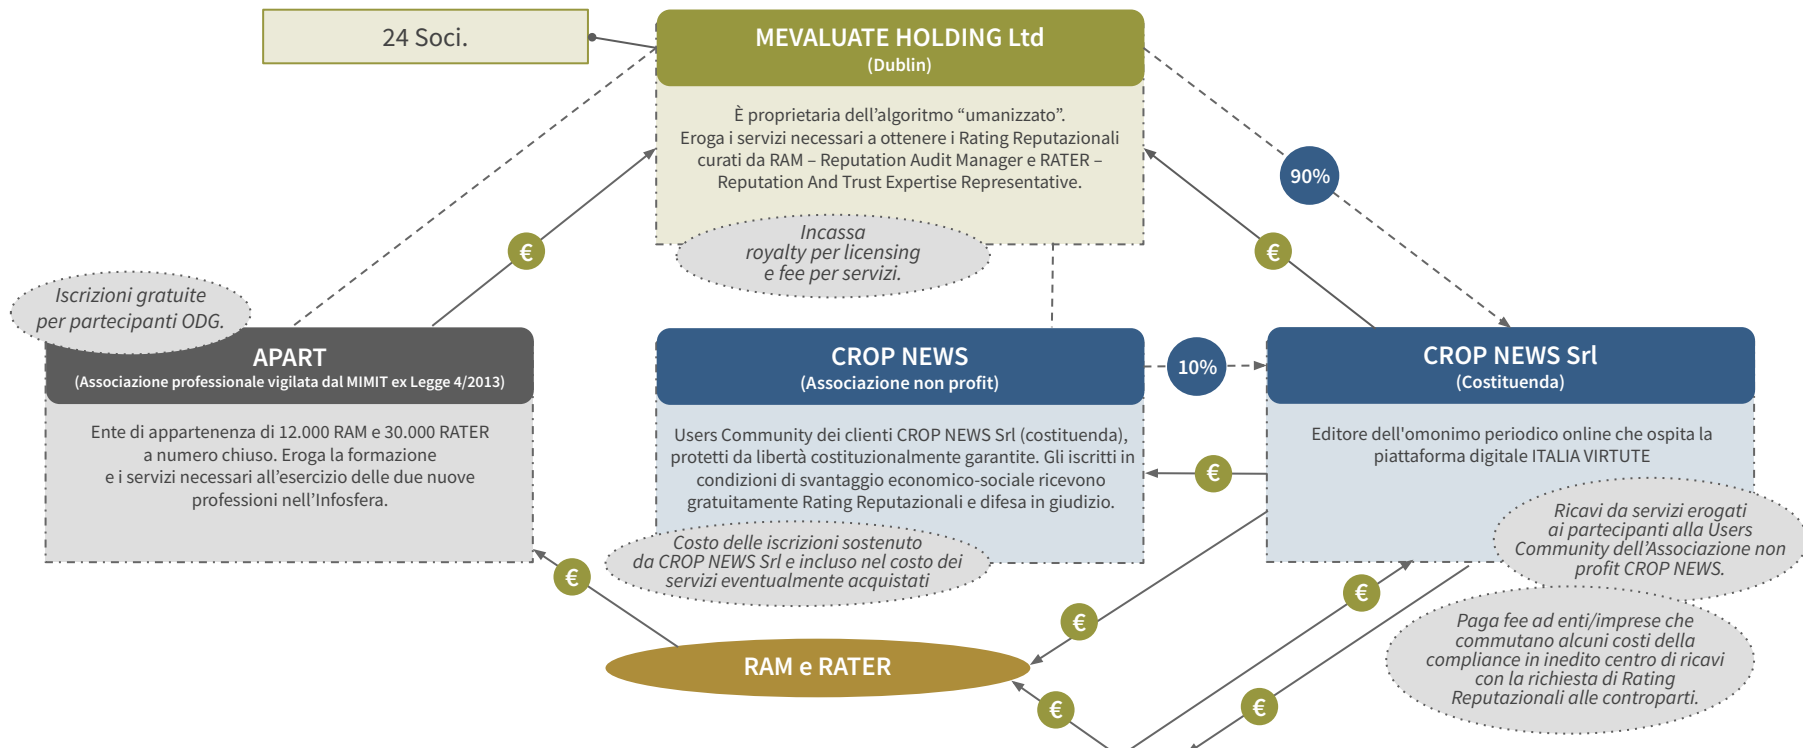 24 Soci.
MEVALUATE HOLDING Ltd
(Dublin)
È proprietaria dell’algoritmo “umanizzato”.
Eroga i servizi necessari a ottenere i Rating Reputazionali
curati da RAM – Reputation Audit Manager e RATER –
Reputation And Trust Expertise Representative.
90%
Incassa
royalty per licensing
e fee per servizi.
€
€
Iscrizioni gratuite
per partecipanti ODG.
APART
(Associazione professionale vigilata dal MIMIT ex Legge 4/2013)
Ente di appartenenza di 12.000 RAM e 30.000 RATER
a numero chiuso. Eroga la formazione
e i servizi necessari all’esercizio delle due nuove
professioni nell’Infosfera.
CROP NEWS
(Associazione non profit)
Users Community dei clienti CROP NEWS Srl (costituenda),
protetti da libertà costituzionalmente garantite. Gli iscritti in
condizioni di svantaggio economico-sociale ricevono
gratuitamente Rating Reputazionali e difesa in giudizio.
Costo delle iscrizioni sostenuto
da CROP NEWS Srl e incluso nel costo dei
servizi eventualmente acquistati
10%
€
CROP NEWS Srl
(Costituenda)
Editore dell'omonimo periodico online che ospita la
piattaforma digitale ITALIA VIRTUTE
Ricavi da servizi erogati
ai partecipanti alla Users
Community dell’Associazione non
profit CROP NEWS.
Paga fee ad enti/imprese che
commutano alcuni costi della
compliance in inedito centro di ricavi
con la richiesta di Rating
Reputazionali alle controparti.
€
€
€
RAM e RATER
€
€